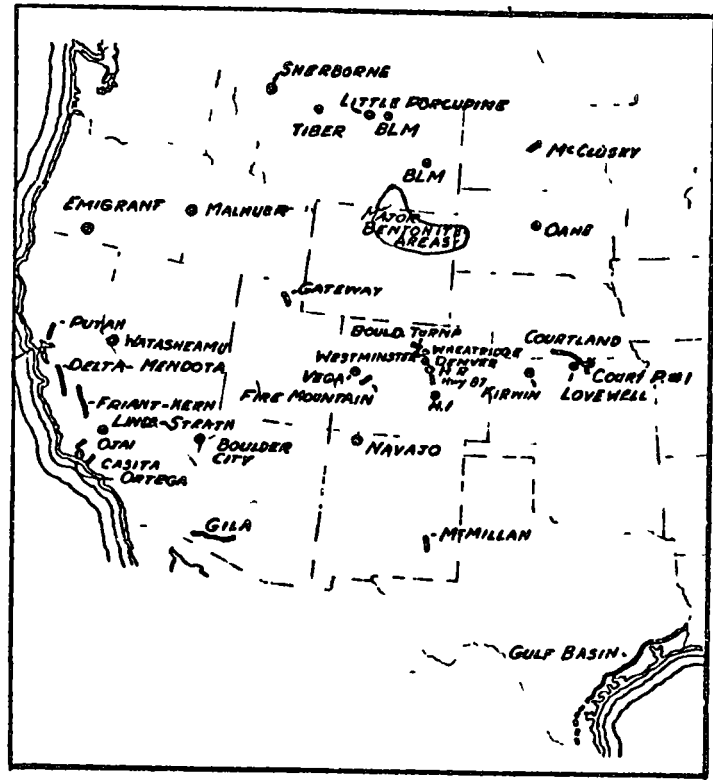 SHERBORNE
LITTLE PORCUPINE
TIBER
BLM
McCLUSKY
BLM
EMIGRANT
MALHUER
MAJOR
BENTONITE
AREAS
OAHE
GATEWAY
PUTAH
WATASHEAMU
BOULD. TURNP
WHEATRIDGE
COURTLAND
DELTA-MENDOTA
WESTMINSTER
DENVER
VEGA
N.R
HWY 87
COURT P#1
FIRE MOUNTAIN
KIRWIN
LOVEWELL
FRIANT-KERN
N.I
LINDS-STRATH
OJAI
BOULDER
CITY
NAVAJO
CASITA
ORTEGA
GILA
McMILLAN
GULF BASIN